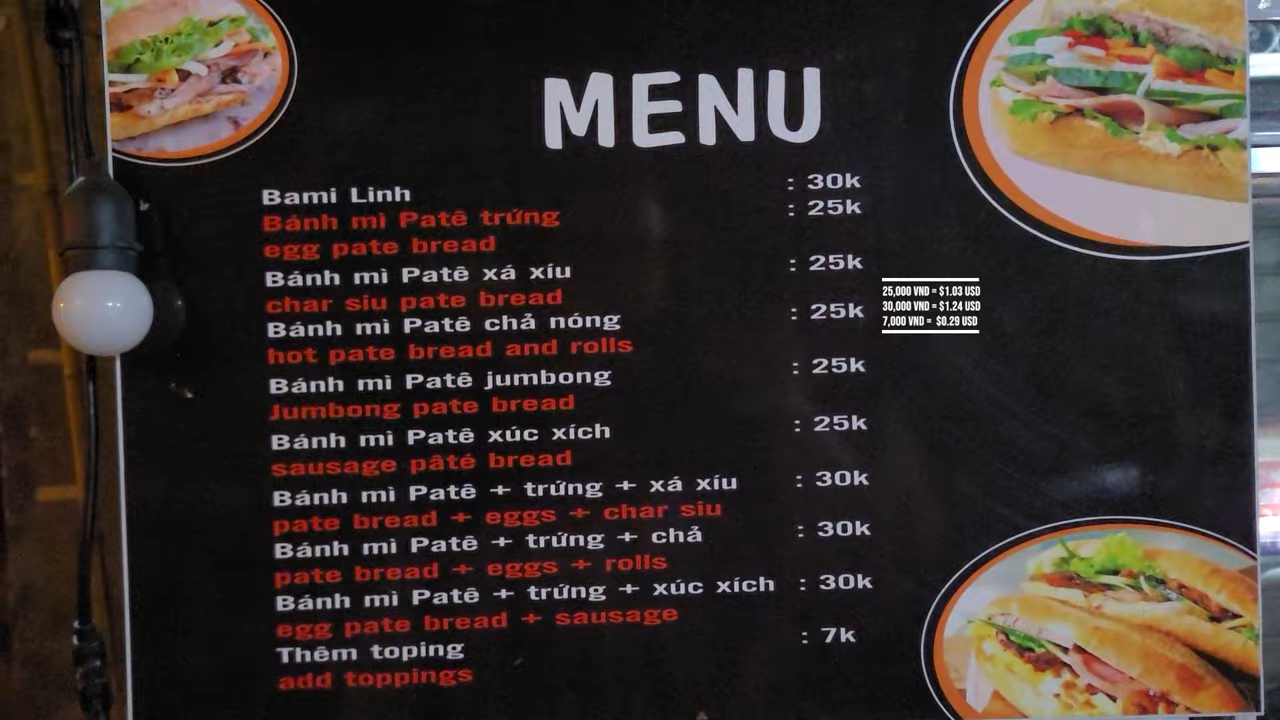 MENU
Bami Linh : 30k
Bánh mì Patê trứng : 25k
egg pate bread
Bánh mì Patê xá xíu : 25k
char siu pate bread
Bánh mì Patê chả nóng : 25k
hot pate bread and rolls
Bánh mì Patê jumbong : 25k
Jumbong pate bread
Bánh mì Patê xúc xích : 25k
sausage pâté bread
Bánh mì Patê + trứng + xá xíu : 30k
pate bread + eggs + char siu
Bánh mì Patê + trứng + chả : 30k
pate bread + eggs + rolls
Bánh mì Patê + trứng + xúc xích : 30k
egg pate bread + sausage
Thêm toping : 7k
add toppings
25,000 VND = $1.03 USD
30,000 VND = $1.24 USD
7,000 VND = $0.29 USD